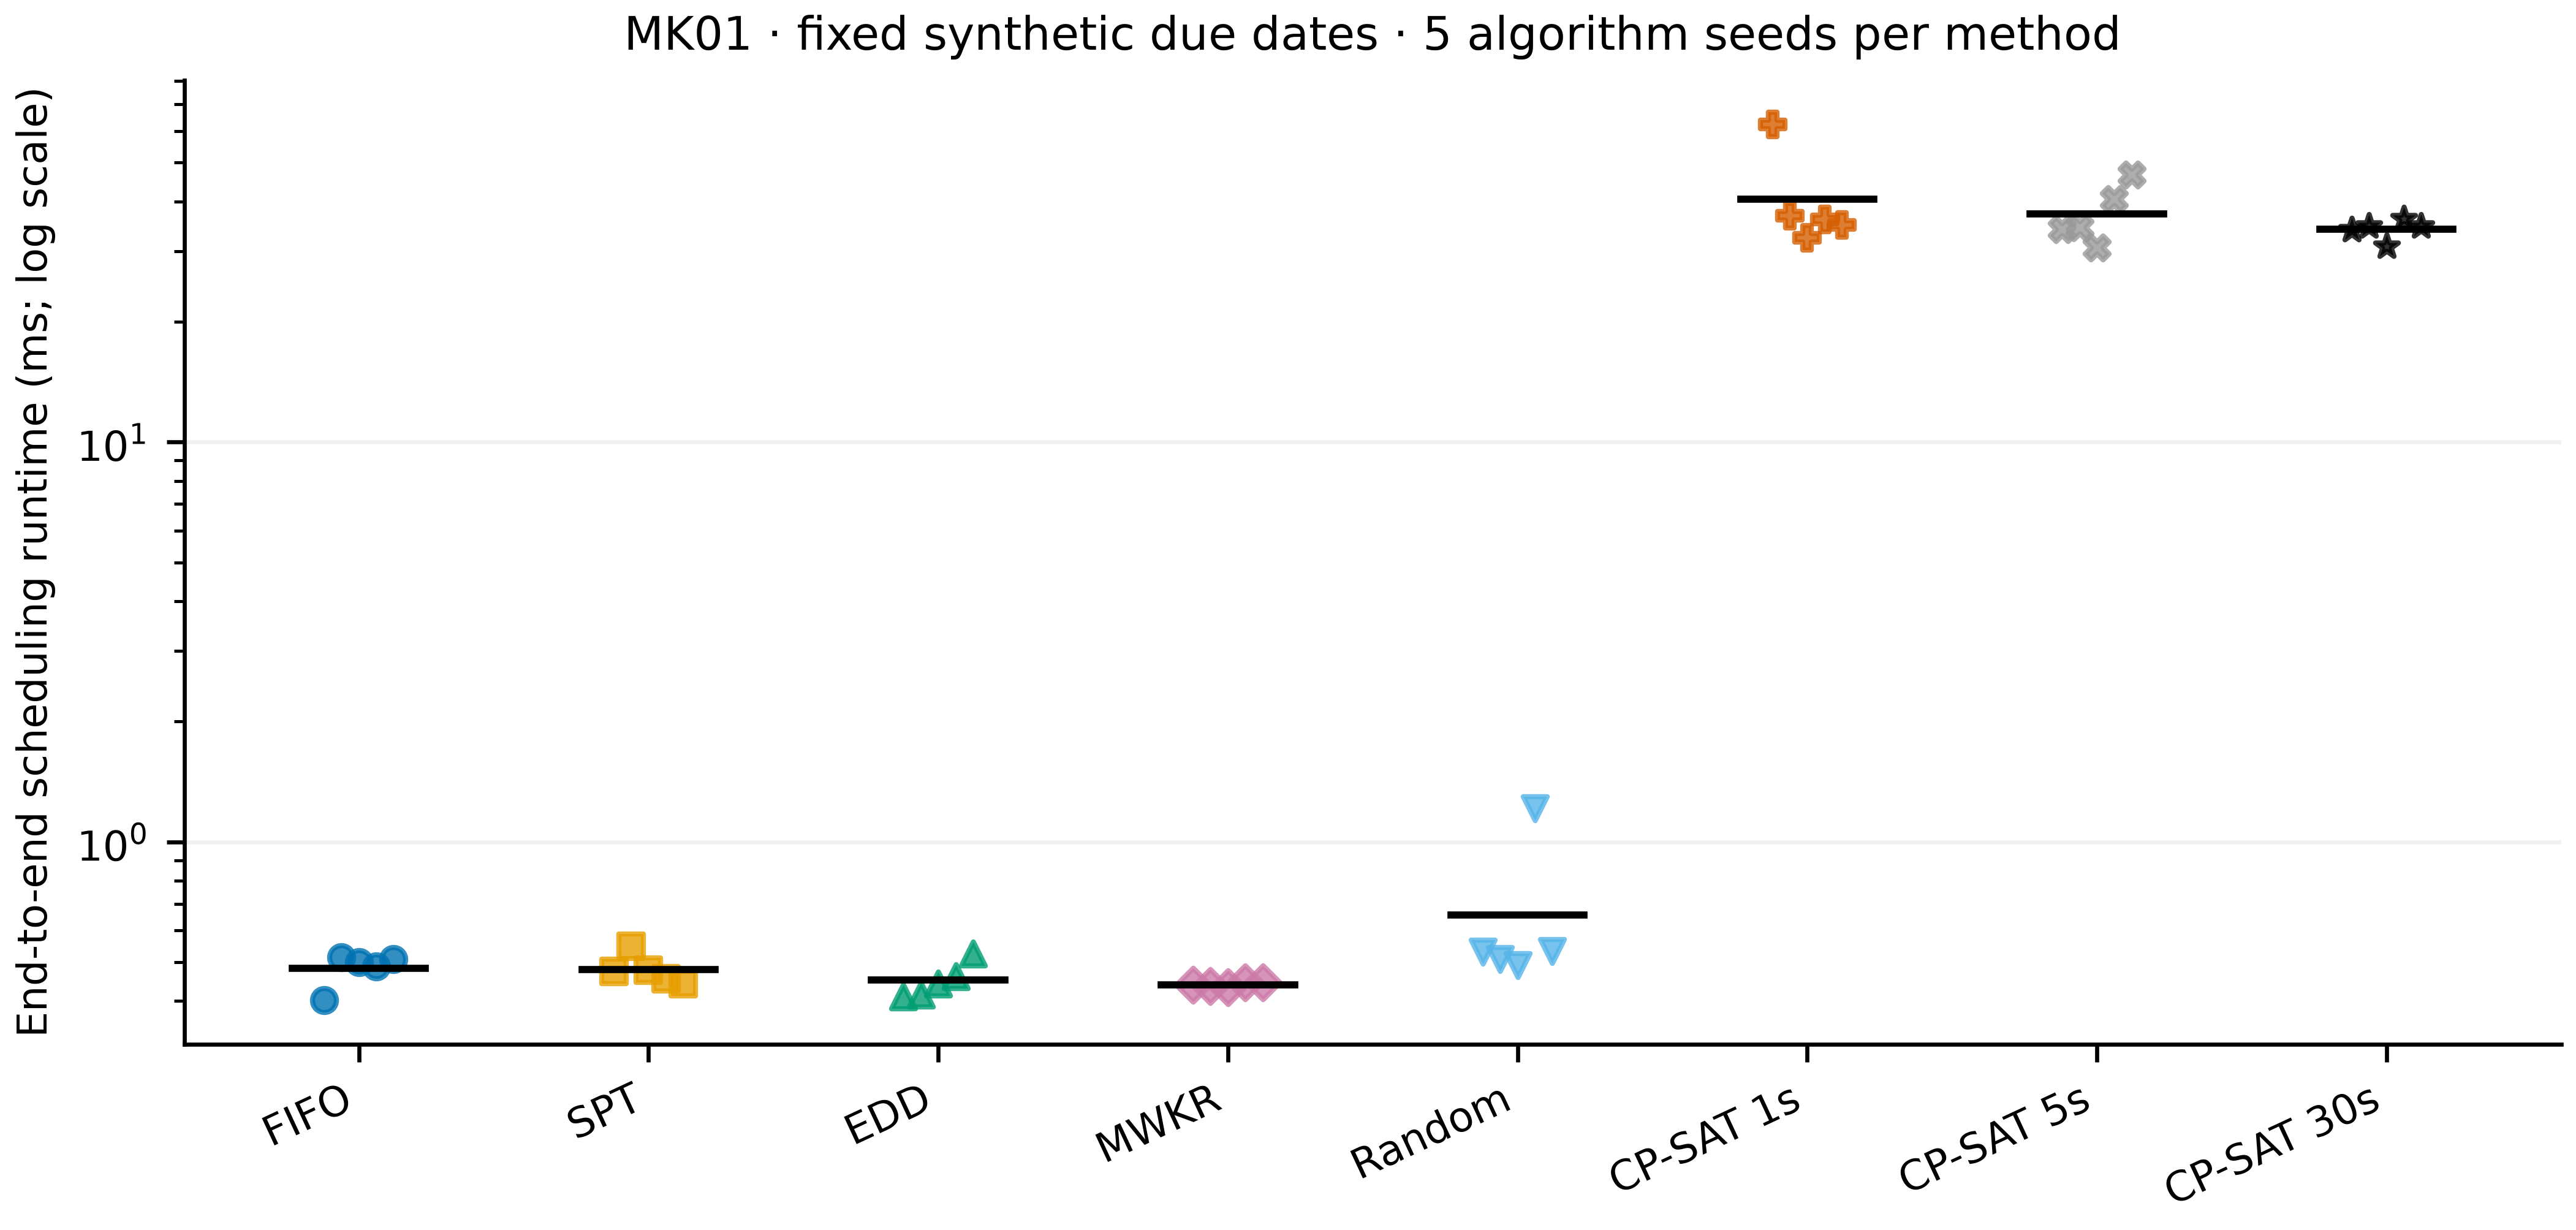 MK01 · fixed synthetic due dates · 5 algorithm seeds per method
End-to-end scheduling runtime (ms; log scale)
10¹
10⁰
FIFO
SPT
EDD
MWKR
Random
CP-SAT 1s
CP-SAT 5s
CP-SAT 30s